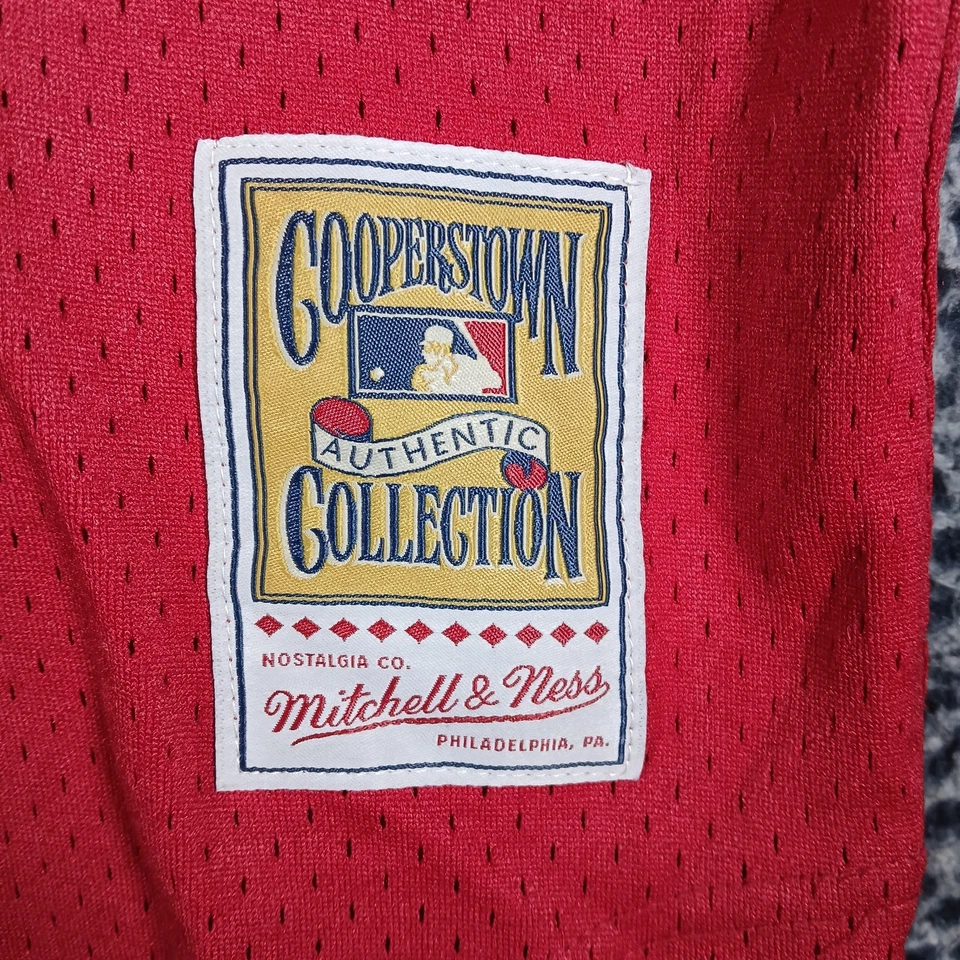 COOPERSTOWN
AUTHENTIC
COLLECTION
NOSTALGIA CO.
Mitchell & Ness
PHILADELPHIA, PA.